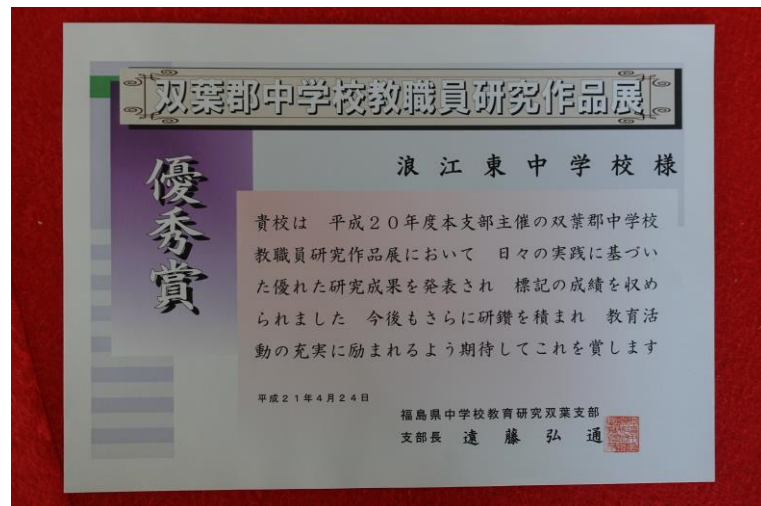 双葉郡中学校教職員研究作品展
優秀賞
浪江東中学校様
貴校は　平成２０年度本支部主催の双葉郡中学校
教職員研究作品展において　日々の実践に基づい
た優れた研究成果を発表され　標記の成績を収め
られました　今後もさらに研鑽を積まれ　教育活
動の充実に励まれるよう期待してこれを賞します
平成２１年４月２４日
福島県中学校教育研究双葉支部
支部長　遠藤弘通